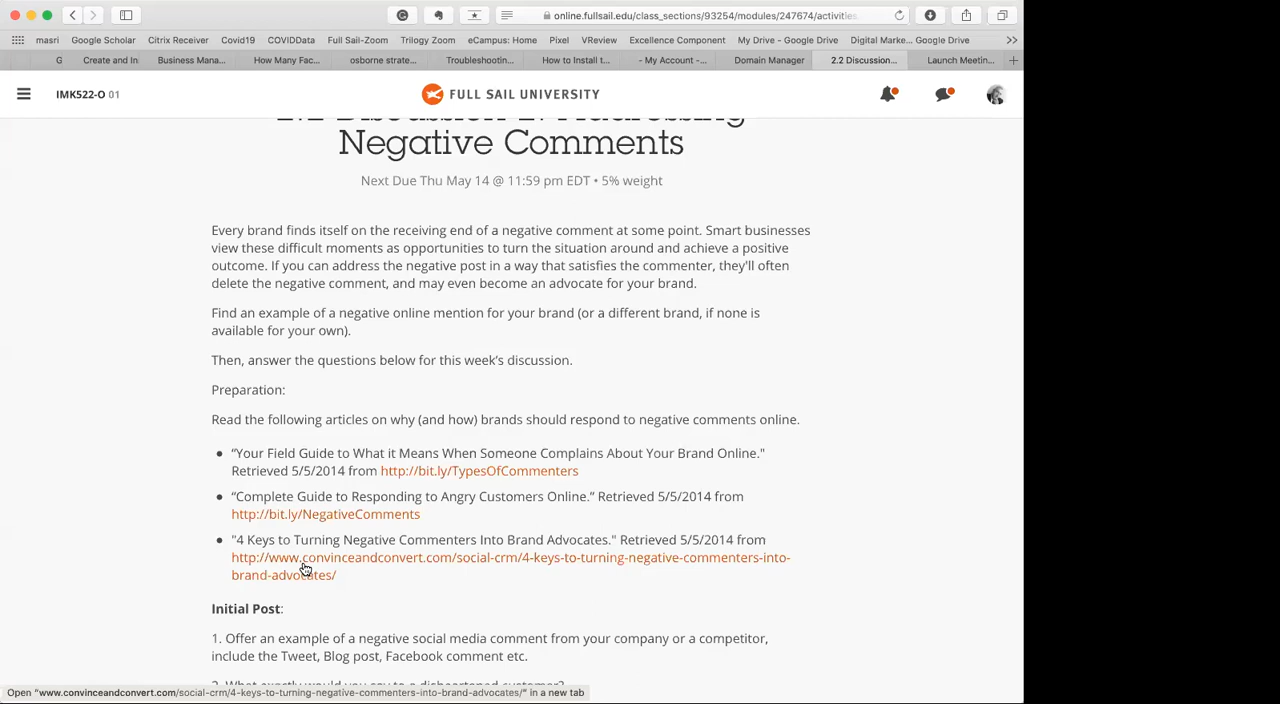 online.fullsail.edu/class_sections/93254/modules/247674/activities
masri Google Scholar Citrix Receiver Covid19 COVIDData Full Sail-Zoom Trilogy Zoom eCampus: Home Pixel VReview Excellence Component My Drive - Google Drive Digital Marke... Google Drive
G Create and In Business Mana... How Many Fac... osborne strate... Troubleshootin... How to Install t... - My Account -... Domain Manager 2.2 Discussion... Launch Meetin...
IMK522-O 01 FULL SAIL UNIVERSITY
Negative Comments
Next Due Thu May 14 @ 11:59 pm EDT • 5% weight
Every brand finds itself on the receiving end of a negative comment at some point. Smart businesses
view these difficult moments as opportunities to turn the situation around and achieve a positive
outcome. If you can address the negative post in a way that satisfies the commenter, they'll often
delete the negative comment, and may even become an advocate for your brand.
Find an example of a negative online mention for your brand (or a different brand, if none is
available for your own).
Then, answer the questions below for this week's discussion.
Preparation:
Read the following articles on why (and how) brands should respond to negative comments online.
• “Your Field Guide to What it Means When Someone Complains About Your Brand Online."
Retrieved 5/5/2014 from http://bit.ly/TypesOfCommenters
• “Complete Guide to Responding to Angry Customers Online.” Retrieved 5/5/2014 from
http://bit.ly/NegativeComments
• "4 Keys to Turning Negative Commenters Into Brand Advocates." Retrieved 5/5/2014 from
http://www.convinceandconvert.com/social-crm/4-keys-to-turning-negative-commenters-into-
brand-advocates/
Initial Post:
1. Offer an example of a negative social media comment from your company or a competitor,
include the Tweet, Blog post, Facebook comment etc.
2. What exactly would you say to a disheartened customer?
Open "www.convinceandconvert.com/social-crm/4-keys-to-turning-negative-commenters-into-brand-advocates/" in a new tab